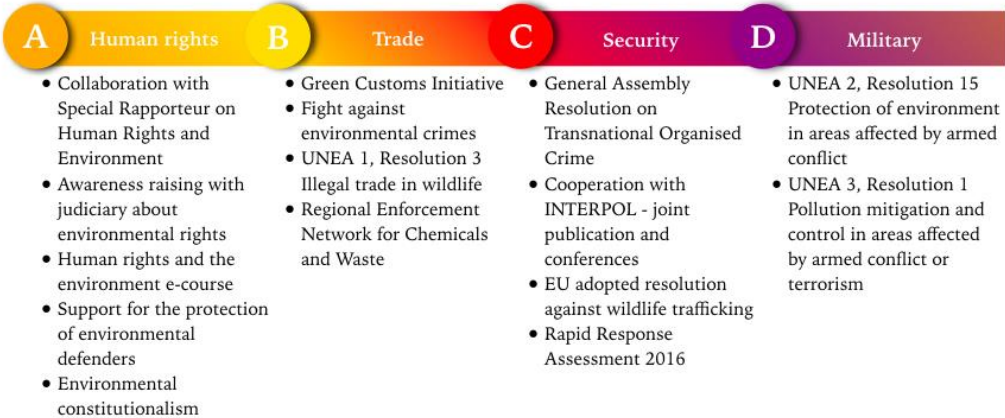 A Human rights
• Collaboration with
Special Rapporteur on
Human Rights and
Environment
• Awareness raising with
judiciary about
environmental rights
• Human rights and the
environment e-course
• Support for the protection
of environmental
defenders
• Environmental
constitutionalism
B Trade
• Green Customs Initiative
• Fight against
environmental crimes
• UNEA 1, Resolution 3
Illegal trade in wildlife
• Regional Enforcement
Network for Chemicals
and Waste
C Security
• General Assembly
Resolution on
Transnational Organised
Crime
• Cooperation with
INTERPOL - joint
publication and
conferences
• EU adopted resolution
against wildlife trafficking
• Rapid Response
Assessment 2016
D Military
• UNEA 2, Resolution 15
Protection of environment
in areas affected by armed
conflict
• UNEA 3, Resolution 1
Pollution mitigation and
control in areas affected
by armed conflict or
terrorism